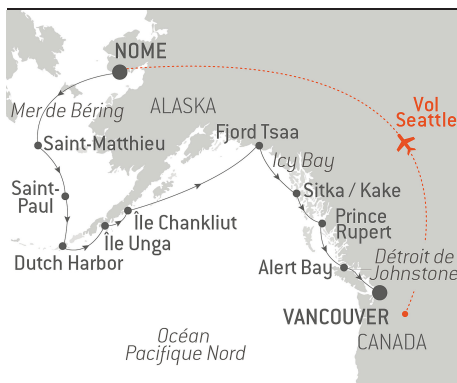 NOME
Mer de Béring
ALASKA
Vol
Seattle
Saint-Matthieu
Fjord Tsaa
Icy Bay
Saint-
Paul
Sitka / Kake
Île Chankliut
Prince
Rupert
Île Unga
Dutch Harbor
Alert Bay
Détroit de
Johnstone
VANCOUVER
Océan
Pacifique Nord
CANADA